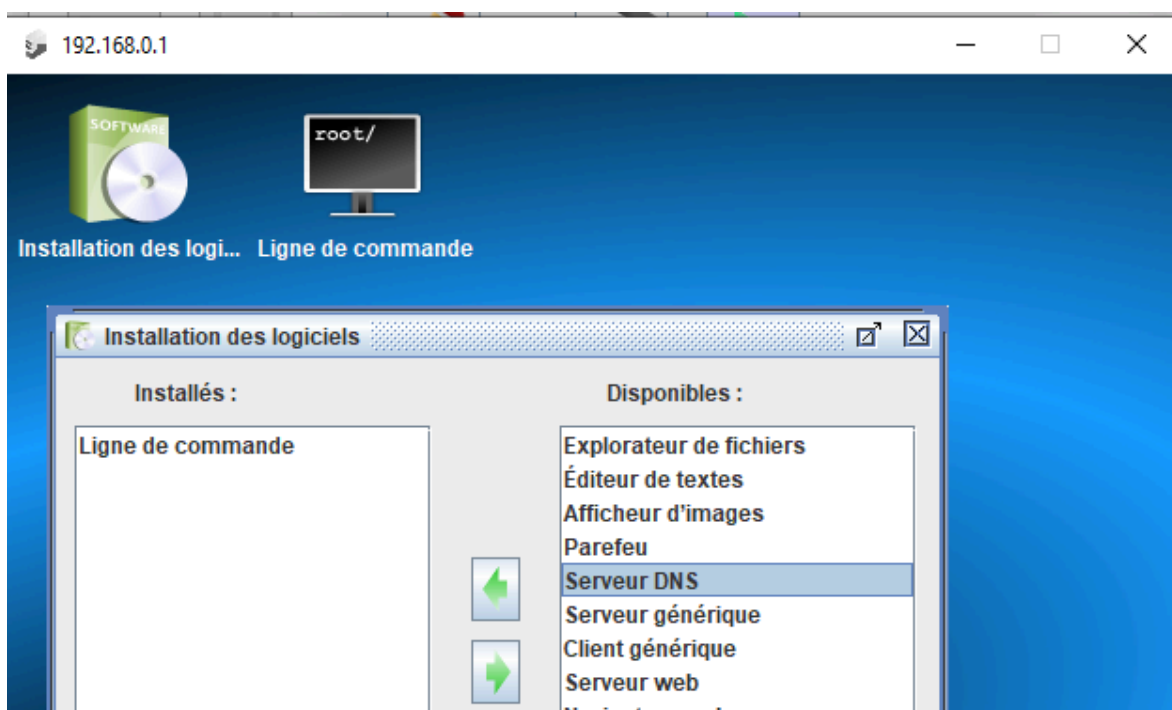 192.168.0.1
SOFTWARE
root/
Installation des logi...
Ligne de commande
Installation des logiciels
Installés :
Disponibles :
Ligne de commande
Explorateur de fichiers
Éditeur de textes
Afficheur d'images
Parefeu
Serveur DNS
Serveur générique
Client générique
Serveur web